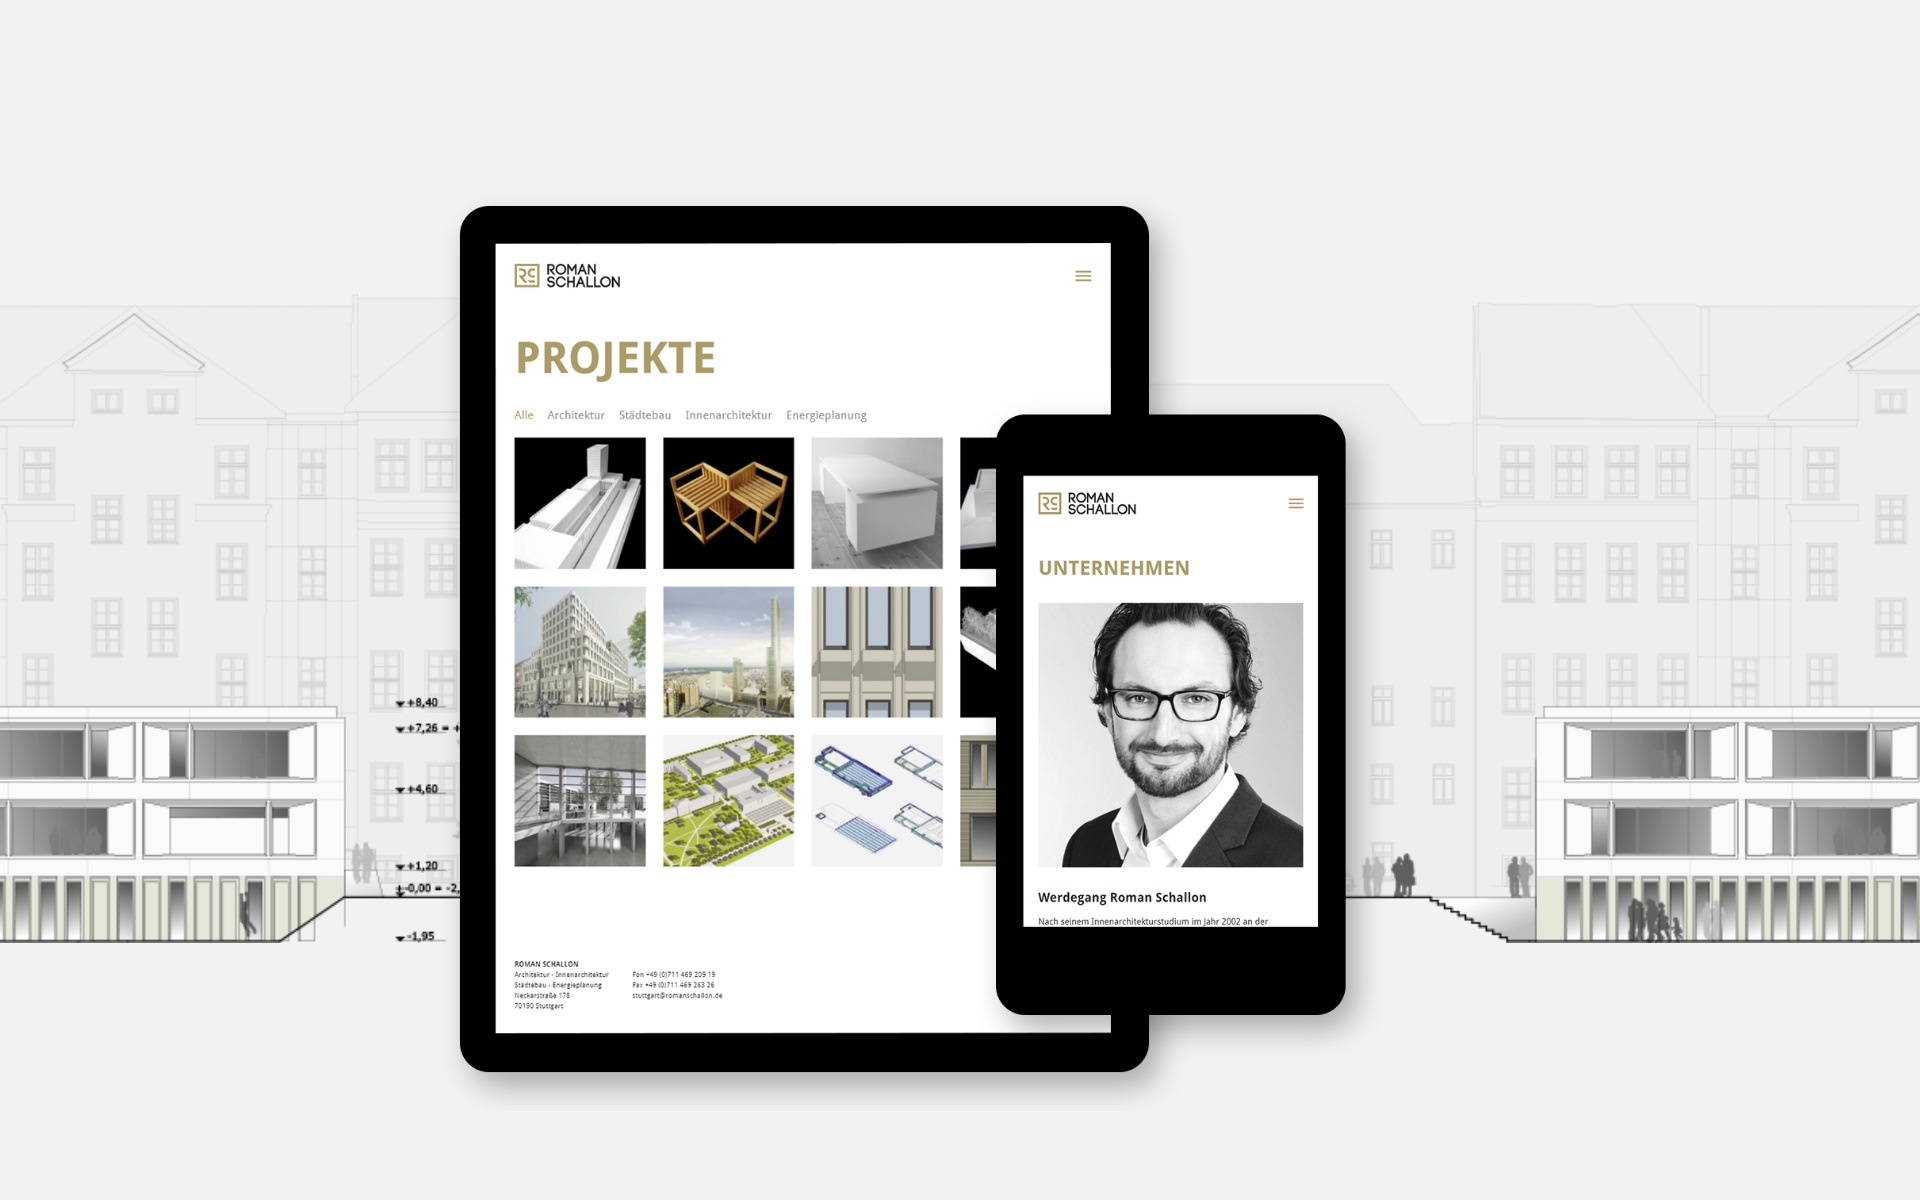 ROMAN
SCHALLON
PROJEKTE
Alle Architektur Städtebau Innenarchitektur Energieplanung
ROMAN SCHALLON
Architektur - Innenarchitektur
Städtebau - Energieplanung
Neckarstraße 178
70190 Stuttgart
Fon +49 (0)711 469 209 19
Fax +49 (0)711 469 263 26
stuttgart@romanschallon.de
ROMAN
SCHALLON
UNTERNEHMEN
Werdegang Roman Schallon
Nach seinem Innenarchitekturstudium im Jahr 2002 an der
+8,40
+7,26 = +
+4,60
+1,20
+-0,00 = -2,
-1,95